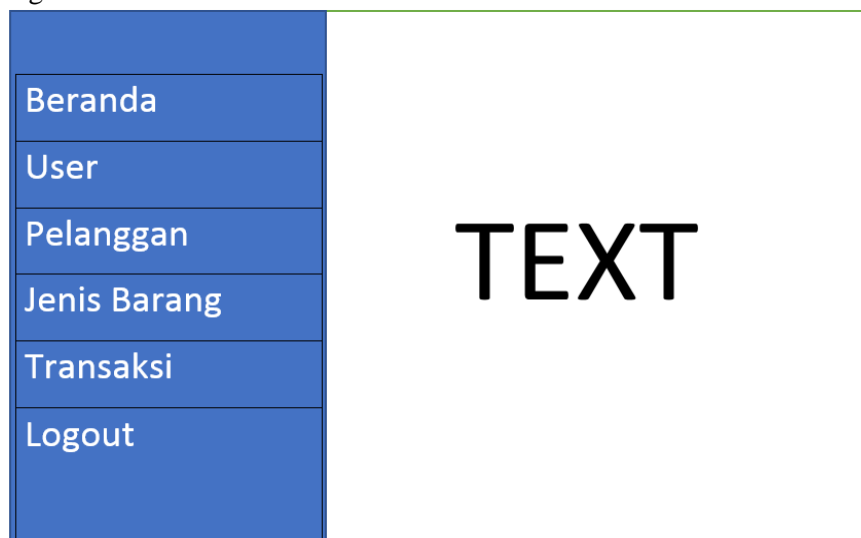 Beranda
User
Pelanggan
Jenis Barang
Transaksi
Logout
TEXT